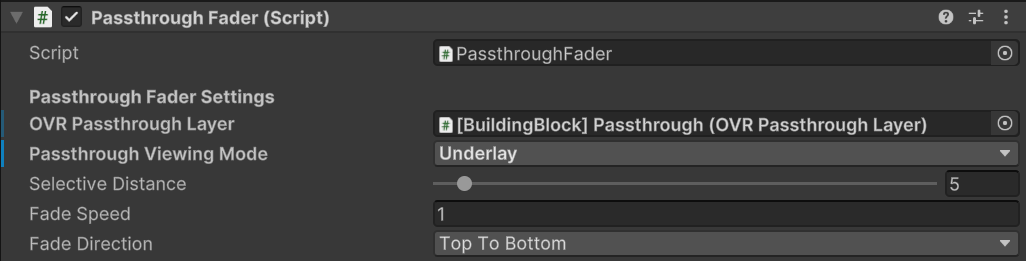 Passthrough Fader (Script)
Script # PassthroughFader
Passthrough Fader Settings
OVR Passthrough Layer # [BuildingBlock] Passthrough (OVR Passthrough Layer)
Passthrough Viewing Mode Underlay
Selective Distance 5
Fade Speed 1
Fade Direction Top To Bottom